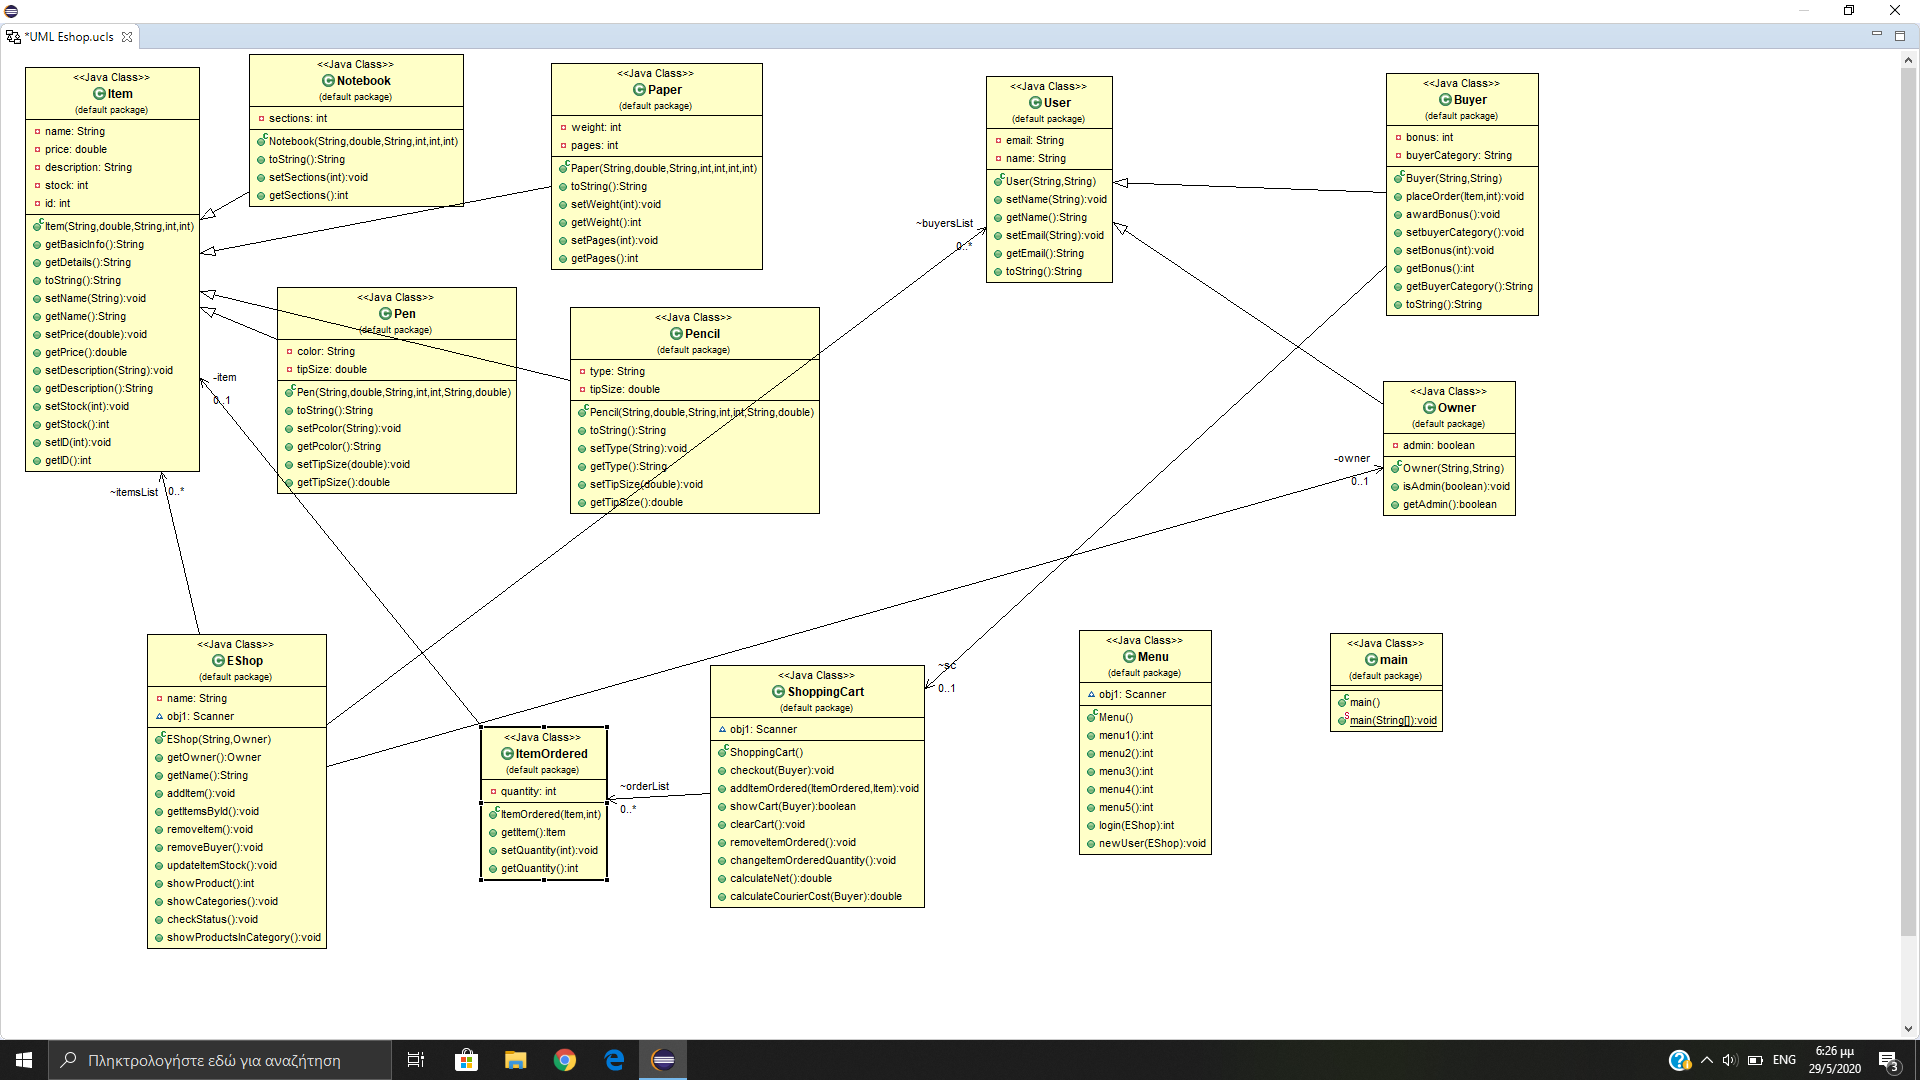 *UML Eshop.ucls
<<Java Class>>
Item
(default package)
name: String
price: double
description: String
stock: int
id: int
Item(String,double,String,int,int)
getBasicInfo():String
getDetails():String
toString():String
setName(String):void
getName():String
setPrice(double):void
getPrice():double
setDescription(String):void
getDescription():String
setStock(int):void
getStock():int
setID(int):void
getID():int
<<Java Class>>
Notebook
(default package)
sections: int
Notebook(String,double,String,int,int,int)
toString():String
setSections(int):void
getSections():int
<<Java Class>>
Paper
(default package)
weight: int
pages: int
Paper(String,double,String,int,int,int,int)
toString():String
setWeight(int):void
getWeight():int
setPages(int):void
getPages():int
<<Java Class>>
User
(default package)
email: String
name: String
User(String,String)
setName(String):void
getName():String
setEmail(String):void
getEmail():String
toString():String
<<Java Class>>
Buyer
(default package)
bonus: int
buyerCategory: String
Buyer(String,String)
placeOrder(Item,int):void
awardBonus():void
setbuyerCategory():void
setBonus(int):void
getBonus():int
getBuyerCategory():String
toString():String
~buyersList
0..*
<<Java Class>>
Pen
(default package)
color: String
tipSize: double
Pen(String,double,String,int,int,String,double)
toString():String
setPcolor(String):void
getPcolor():String
setTipSize(double):void
getTipSize():double
<<Java Class>>
Pencil
(default package)
type: String
tipSize: double
Pencil(String,double,String,int,int,String,double)
toString():String
setType(String):void
getType():String
setTipSize(double):void
getTipSize():double
-item
0..1
<<Java Class>>
Owner
(default package)
admin: boolean
Owner(String,String)
isAdmin(boolean):void
getAdmin():boolean
-owner
0..1
~itemsList
0..*
<<Java Class>>
EShop
(default package)
name: String
obj1: Scanner
EShop(String,Owner)
getOwner():Owner
getName():String
addItem():void
getItemsById():void
removeItem():void
removeBuyer():void
updateItemStock():void
showProduct():int
showCategories():void
checkStatus():void
showProductsInCategory():void
<<Java Class>>
ItemOrdered
(default package)
quantity: int
ItemOrdered(Item,int)
getItem():Item
setQuantity(int):void
getQuantity():int
~orderList
0..*
<<Java Class>>
ShoppingCart
(default package)
obj1: Scanner
ShoppingCart()
checkout(Buyer):void
addItemOrdered(ItemOrdered,Item):void
showCart(Buyer):boolean
clearCart():void
removeItemOrdered():void
changeItemOrderedQuantity():void
calculateNet():double
calculateCourierCost(Buyer):double
~sc
0..1
<<Java Class>>
Menu
(default package)
obj1: Scanner
Menu()
menu1():int
menu2():int
menu3():int
menu4():int
menu5():int
login(EShop):int
newUser(EShop):void
<<Java Class>>
main
(default package)
main()
main(String[]):void
Πληκτρολογήστε εδώ για αναζήτηση
ENG
6:26 μμ
29/5/2020
3